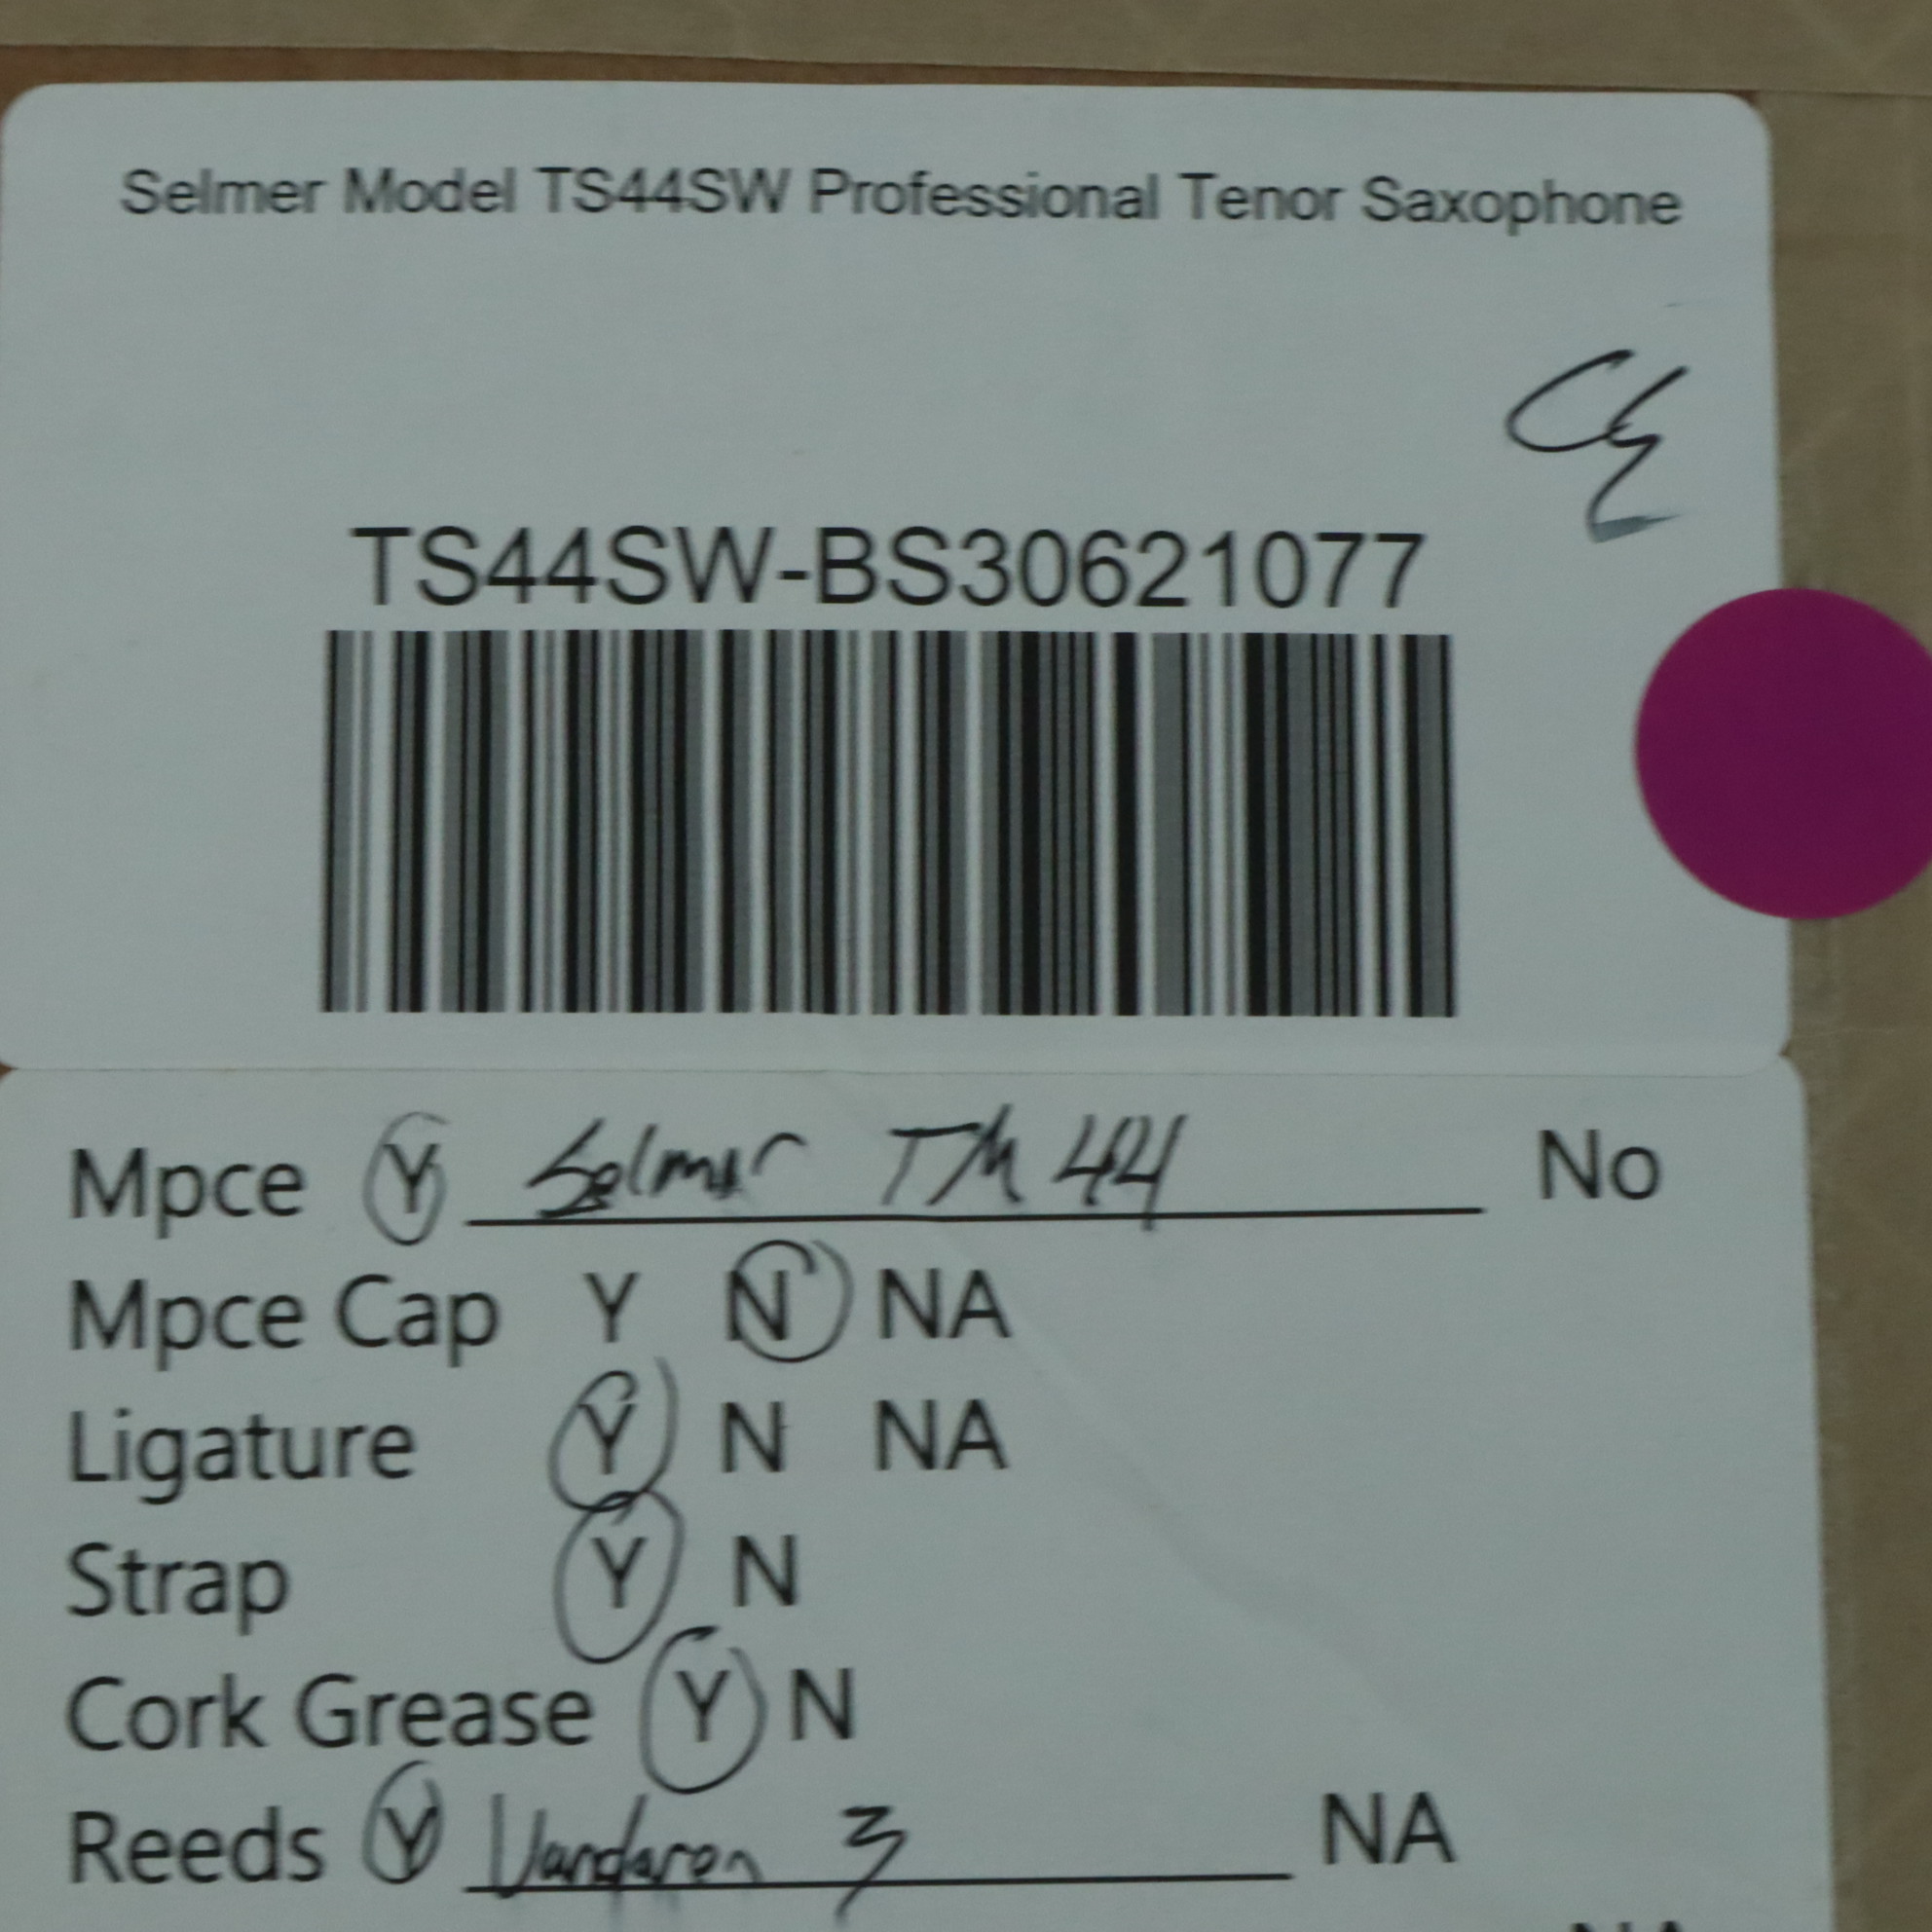 Selmer Model TS44SW Professional Tenor Saxophone
TS44SW-BS30621077
Mpce Y Selmer TM 44 No
Mpce Cap Y N NA
Ligature Y N NA
Strap Y N
Cork Grease Y N
Reeds Y Vandoren 3 NA
NA